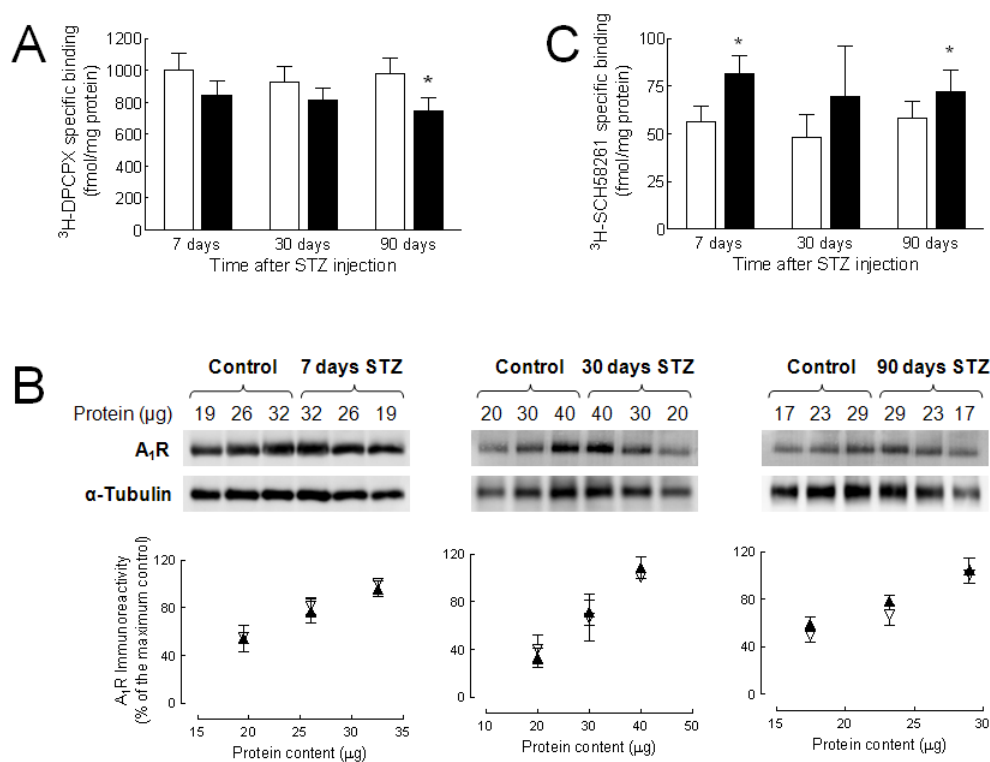 A
³H-DPCPX specific binding
(fmol/mg protein)
1200
1000
800
600
400
200
0
*
7 days
30 days
90 days
Time after STZ injection
C
³H-SCH58261 specific binding
(fmol/mg protein)
100
75
50
25
0
*
*
7 days
30 days
90 days
Time after STZ injection
B
Control
7 days STZ
Control
30 days STZ
Control
90 days STZ
Protein (µg)
19 26 32 32 26 19
20 30 40 40 30 20
17 23 29 29 23 17
A₁R
α-Tubulin
A₁R Immunoreactivity
(% of the maximum control)
120
80
40
0
15 20 25 30 35
Protein content (µg)
120
80
40
0
10 20 30 40 50
Protein content (µg)
120
80
40
0
15 20 25 30
Protein content (µg)